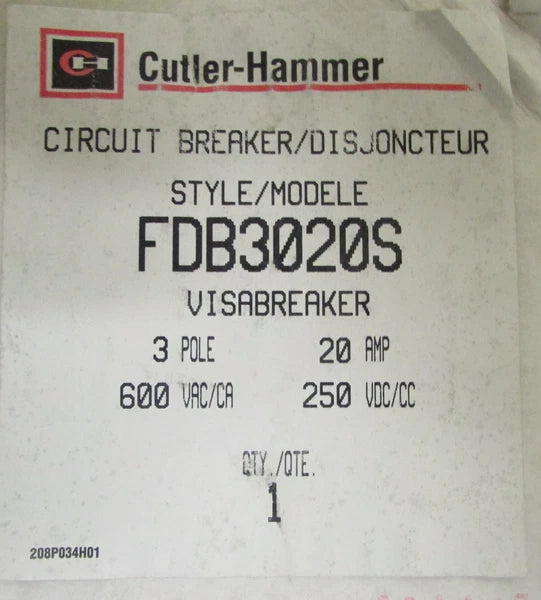 CH Cutler-Hammer
CIRCUIT BREAKER/DISJONCTEUR
STYLE/MODELE
FDB3020S
VISABREAKER
3 POLE 20 AMP
600 VAC/CA 250 VDC/CC
QTY./QTE.
1
208P034H01